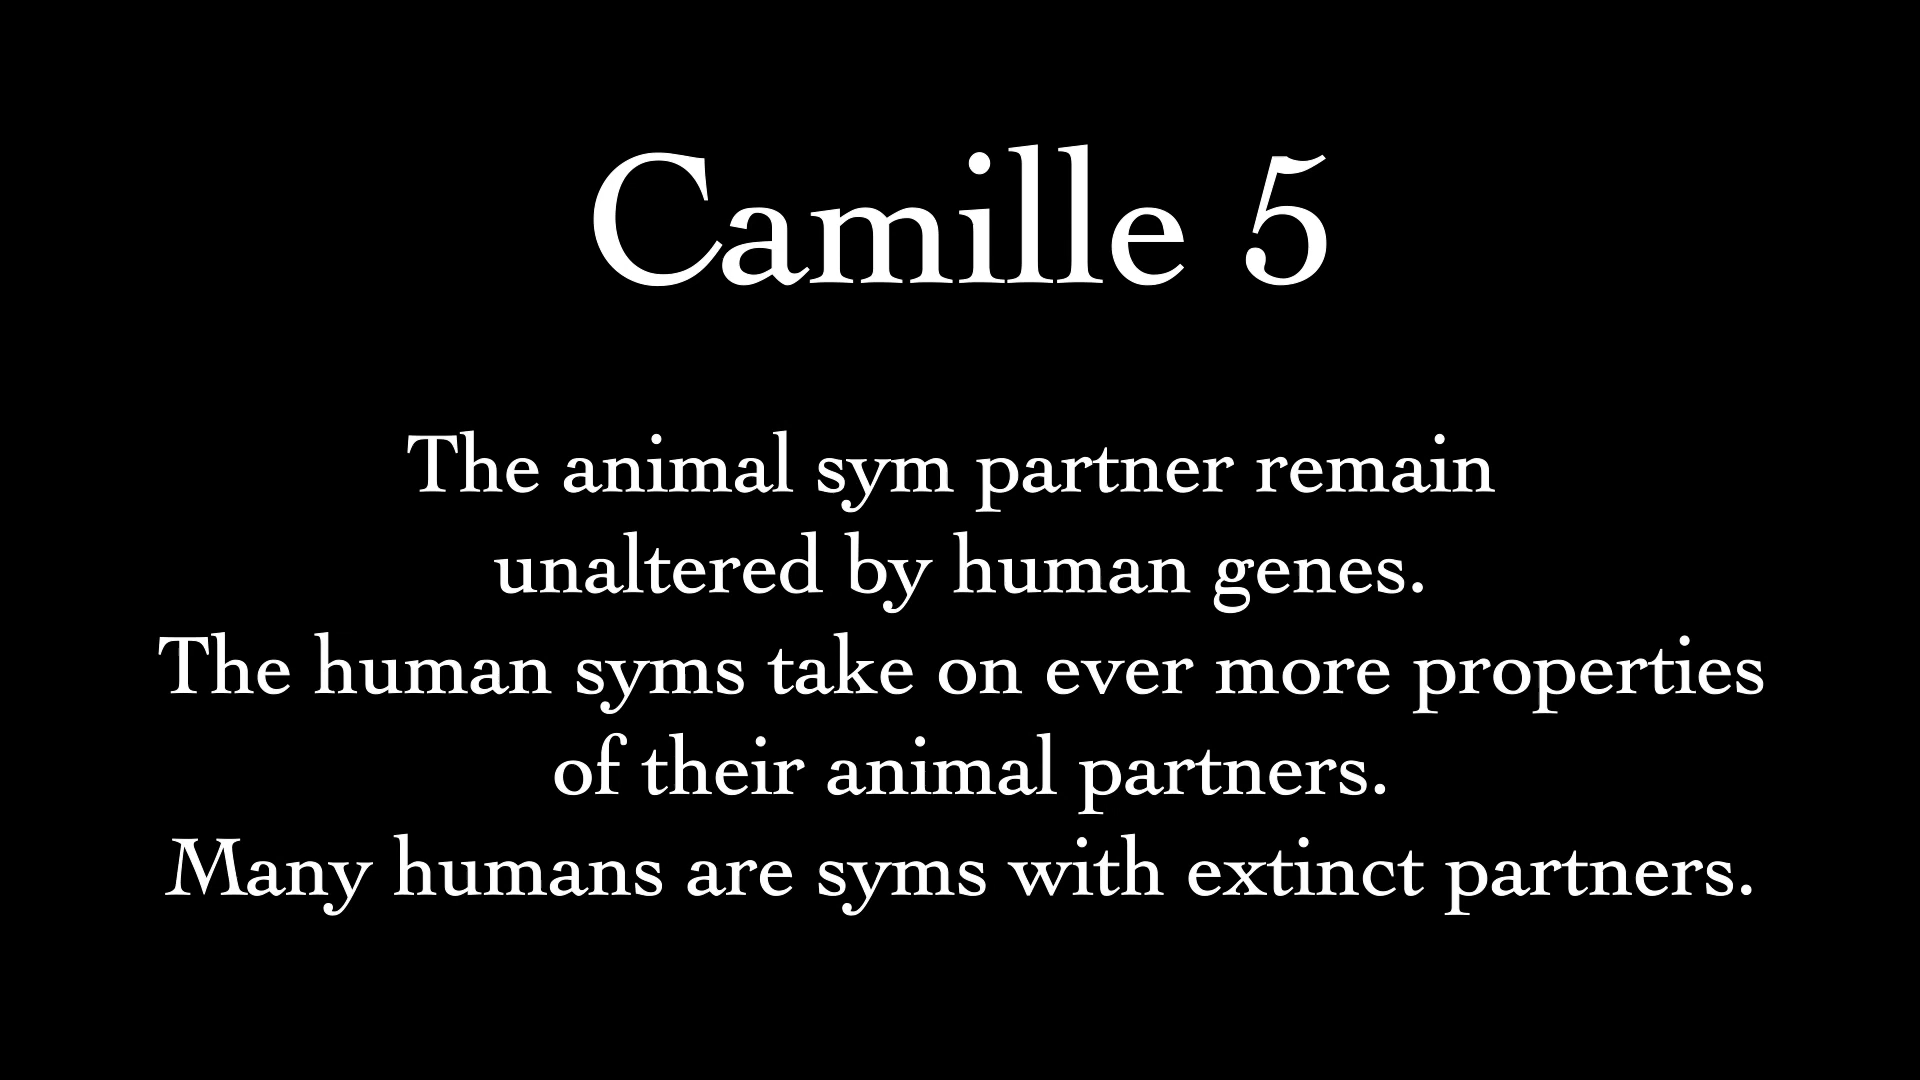 Camille 5
The animal sym partner remain
unaltered by human genes.
The human syms take on ever more properties
of their animal partners.
Many humans are syms with extinct partners.